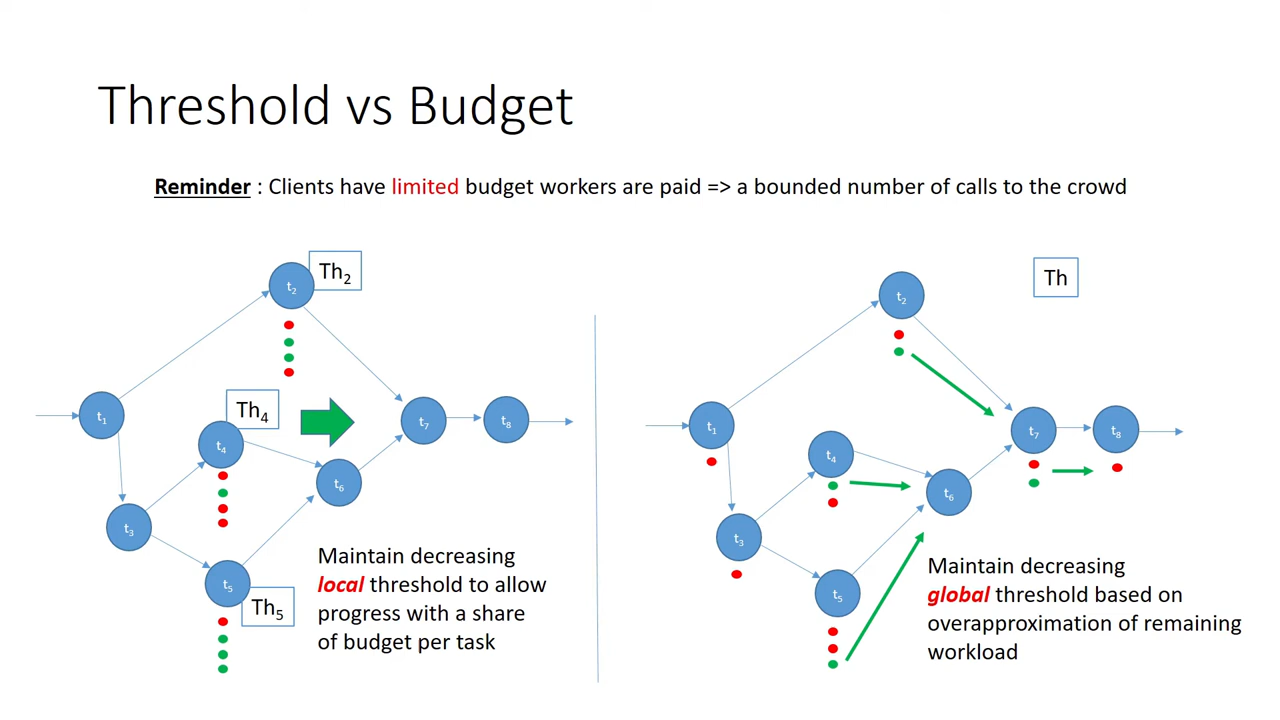 Threshold vs Budget
Reminder : Clients have limited budget workers are paid => a bounded number of calls to the crowd
Th₂
t₂
Th₄
t₁
t₄
t₇
t₈
t₆
t₃
t₅
Th₅
Maintain decreasing
local threshold to allow
progress with a share
of budget per task
Th
t₂
t₁
t₄
t₇
t₈
t₆
t₃
t₅
Maintain decreasing
global threshold based on
overapproximation of remaining
workload